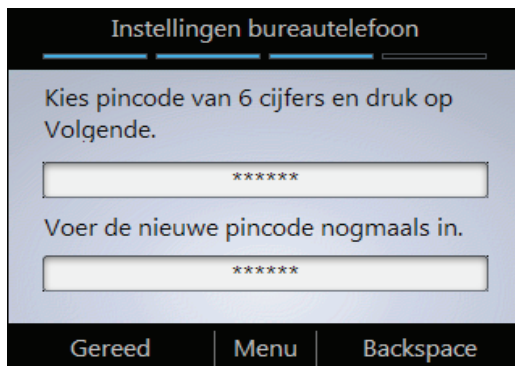 Instellingen bureautelefoon
Kies pincode van 6 cijfers en druk op
Volgende.
******
Voer de nieuwe pincode nogmaals in.
******
Gereed Menu Backspace